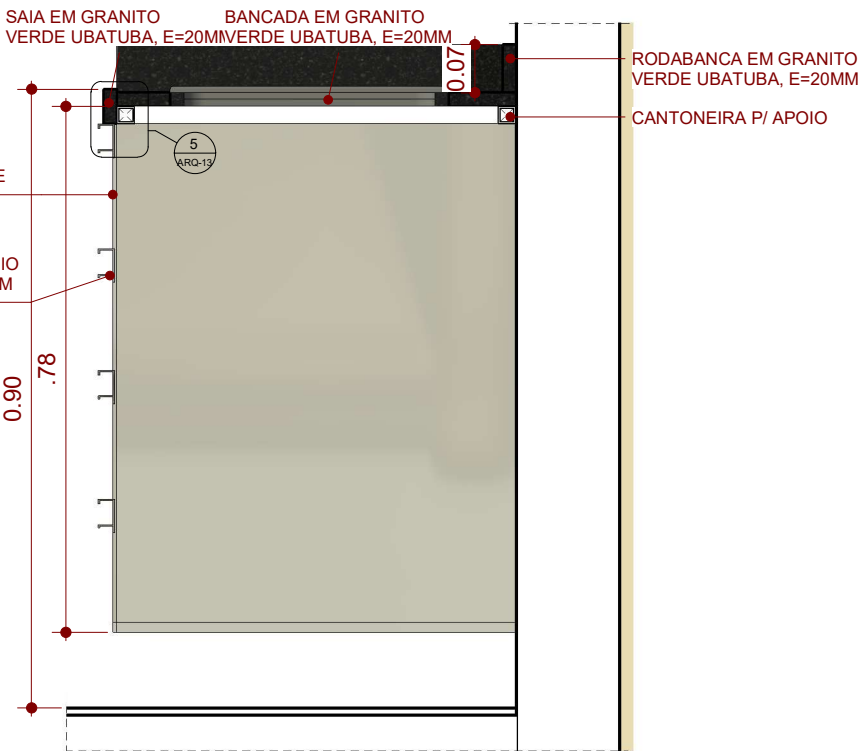 SAIA EM GRANITO
VERDE UBATUBA, E=20MM
BANCADA EM GRANITO
VERDE UBATUBA, E=20MM
0.07
RODABANCA EM GRANITO
VERDE UBATUBA, E=20MM
CANTONEIRA P/ APOIO
5
ARQ-13
E
IO
M
.78
0.90